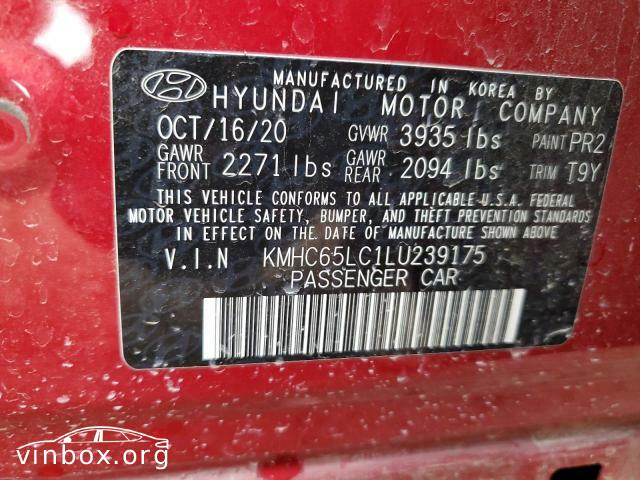 MANUFACTURED IN KOREA BY
HYUNDAI MOTOR COMPANY
OCT/16/20 GVWR 3935 lbs PAINT PR2
GAWR FRONT 2271 lbs GAWR REAR 2094 lbs TRIM T9Y
THIS VEHICLE CONFORMS TO ALL APPLICABLE U.S.A. FEDERAL
MOTOR VEHICLE SAFETY, BUMPER, AND THEFT PREVENTION STANDARDS
IN EFFECT ON THE DATE OF MANUFACTURE SHOWN ABOVE.
V.I.N KMHC65LC1LU239175
PASSENGER CAR
vinbox.org